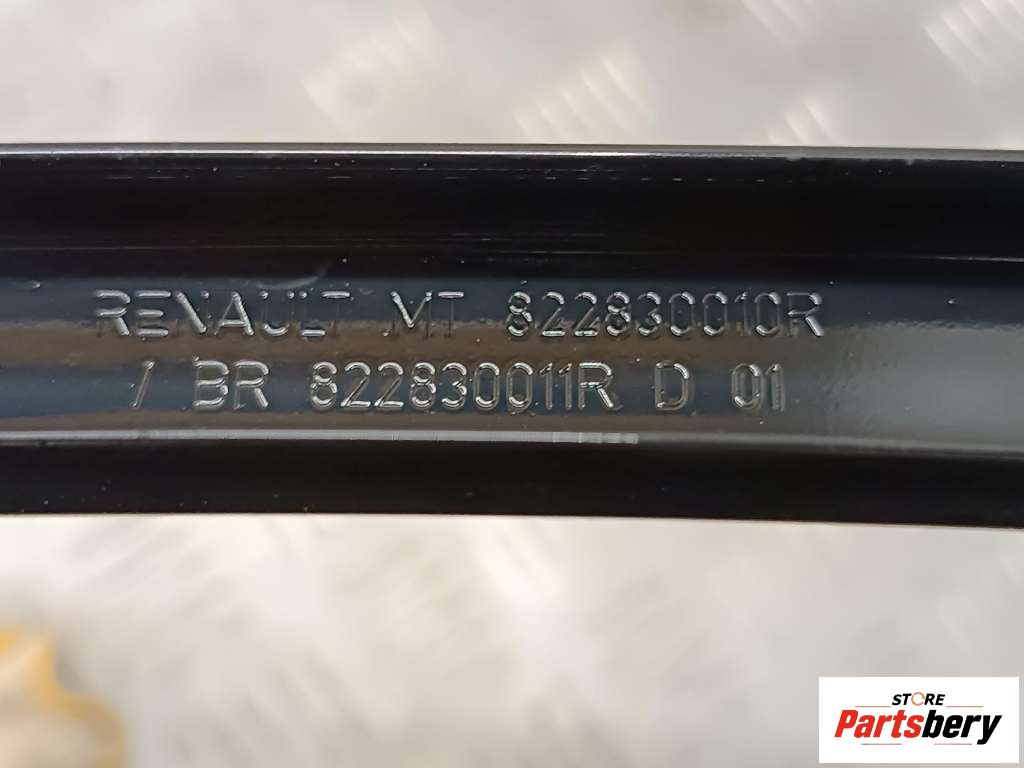 RENAULT MT 822830010R
/ BR 822830011R D 01
STORE
Partsbery